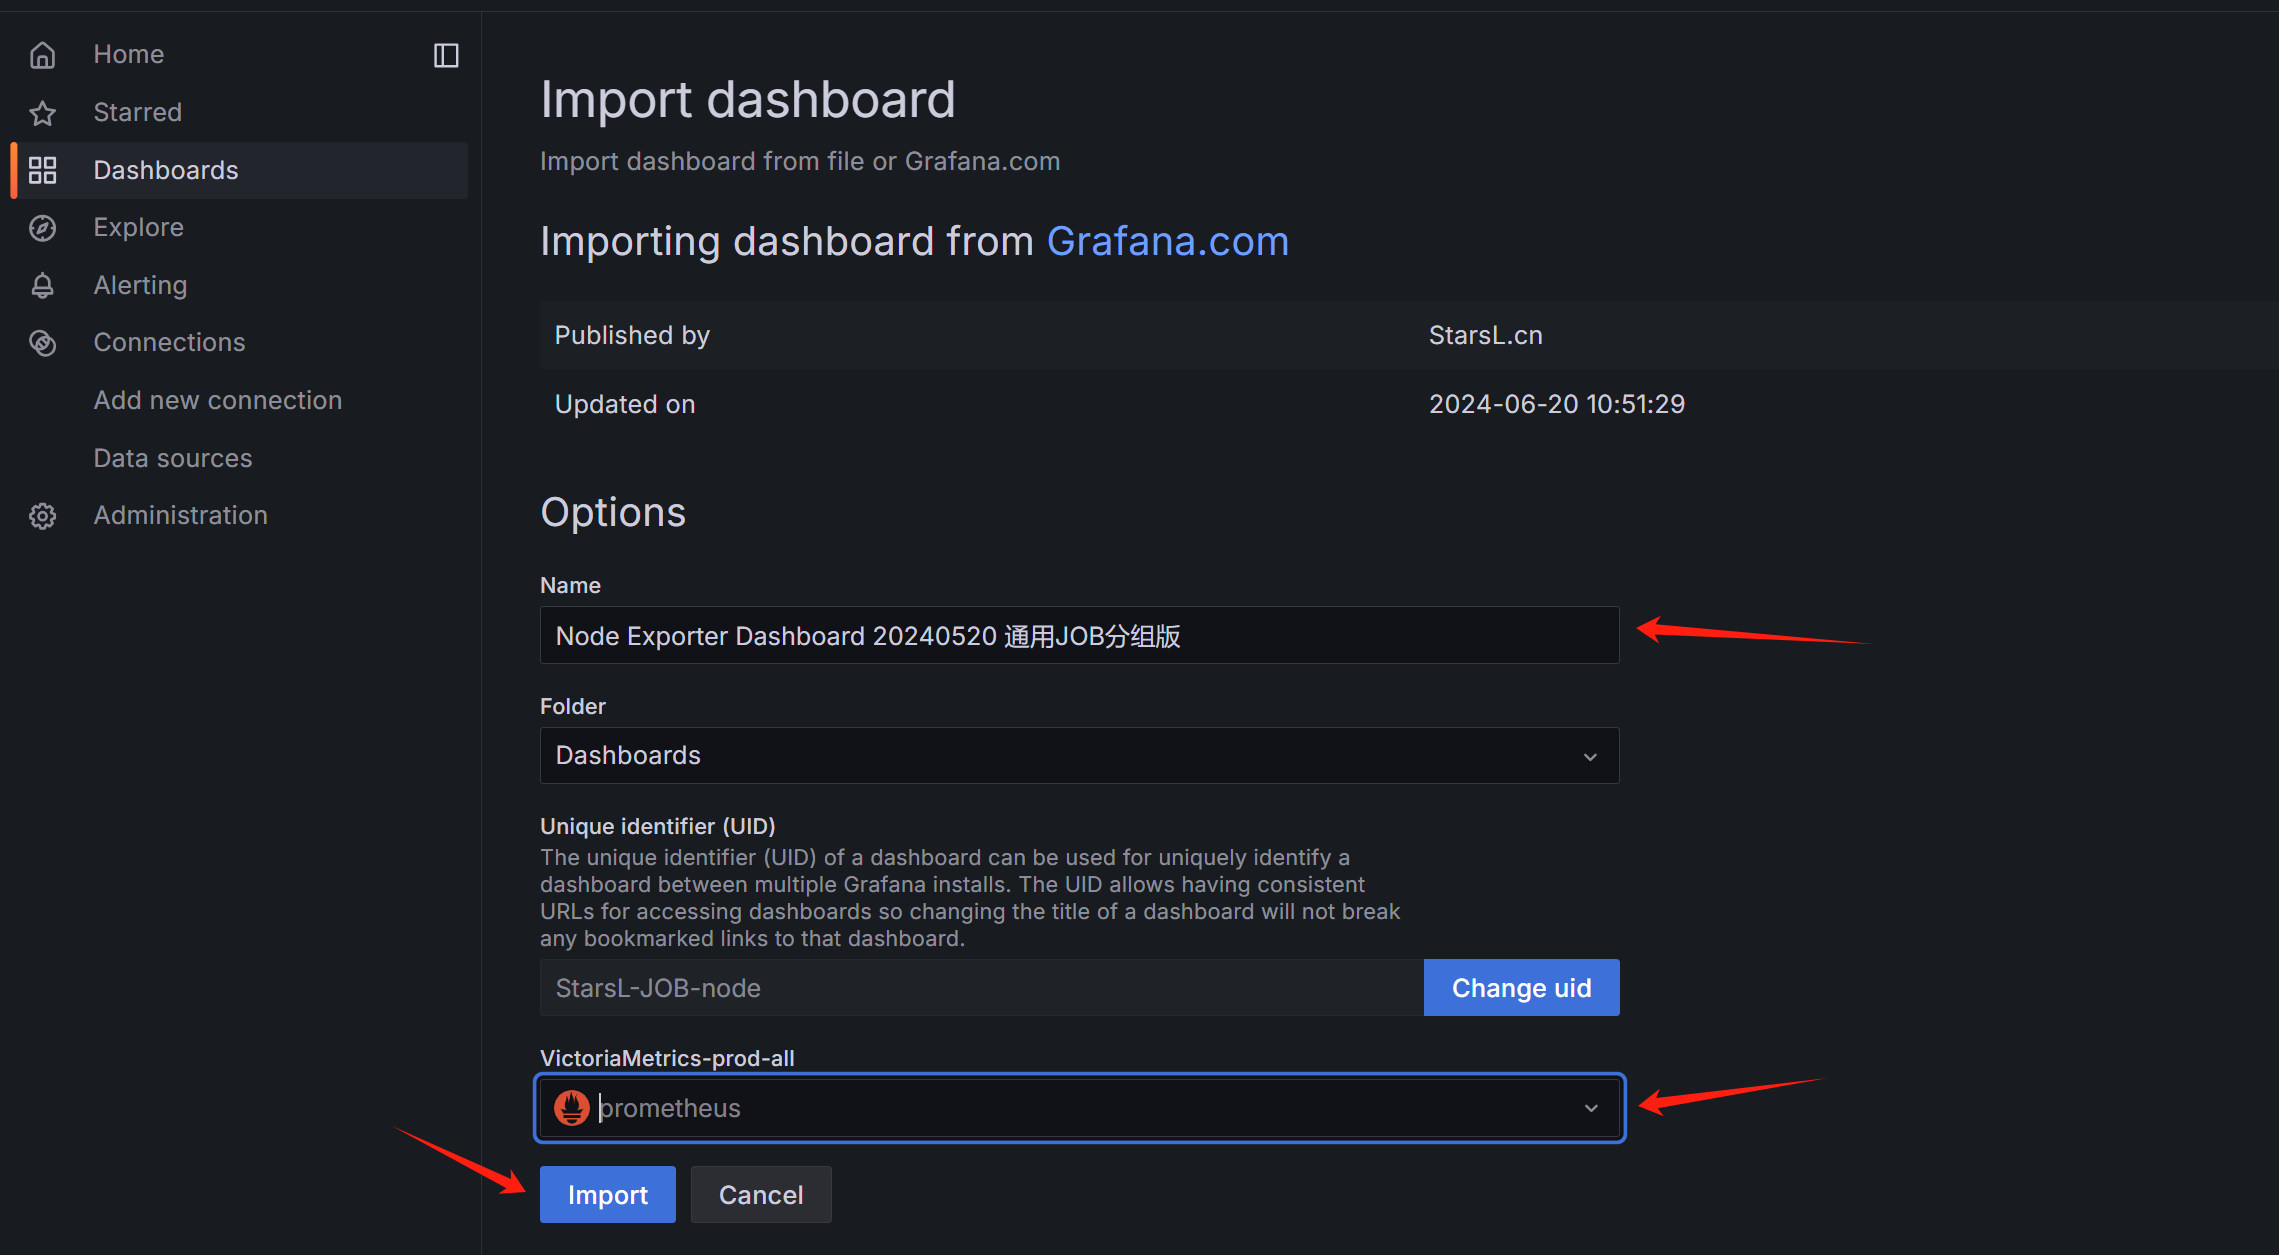 Home
Starred
Dashboards
Explore
Alerting
Connections
Add new connection
Data sources
Administration
Import dashboard
Import dashboard from file or Grafana.com
Importing dashboard from Grafana.com
Published by StarsL.cn
Updated on 2024-06-20 10:51:29
Options
Name
Node Exporter Dashboard 20240520 通用JOB分组版
Folder
Dashboards
Unique identifier (UID)
The unique identifier (UID) of a dashboard can be used for uniquely identify a
dashboard between multiple Grafana installs. The UID allows having consistent
URLs for accessing dashboards so changing the title of a dashboard will not break
any bookmarked links to that dashboard.
StarsL-JOB-node Change uid
VictoriaMetrics-prod-all
prometheus
Import Cancel